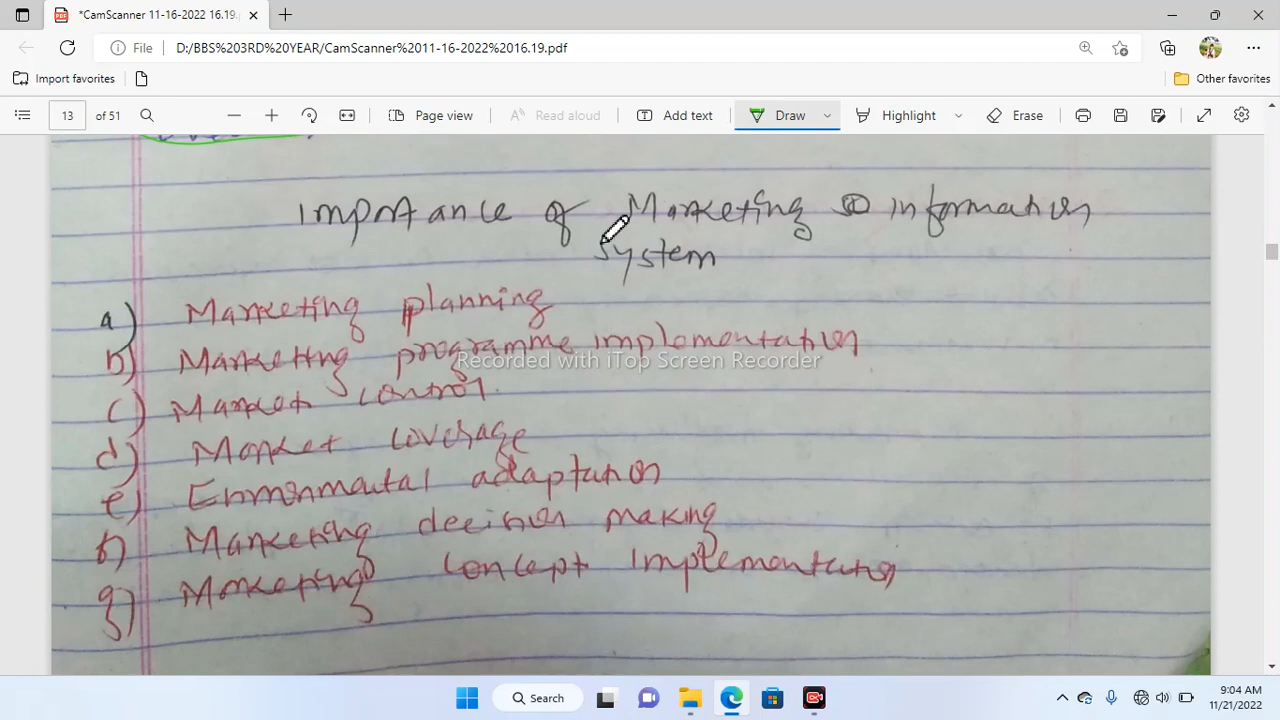 *CamScanner 11-16-2022 16.19.
File D:/BBS%203RD%20YEAR/CamScanner%2011-16-2022%2016.19.pdf
Import favorites
Other favorites
13 of 51 Page view Read aloud Add text Draw Highlight Erase
Importance of Marketing information
System
a) Marketing planning
b) Marketing programme implementation
Recorded with iTop Screen Recorder
c) Market control.
d) Market coverage
e) Environmental adaptation
f) Marketing decision making
g) Marketing concept implementation
Search
9:04 AM
11/21/2022